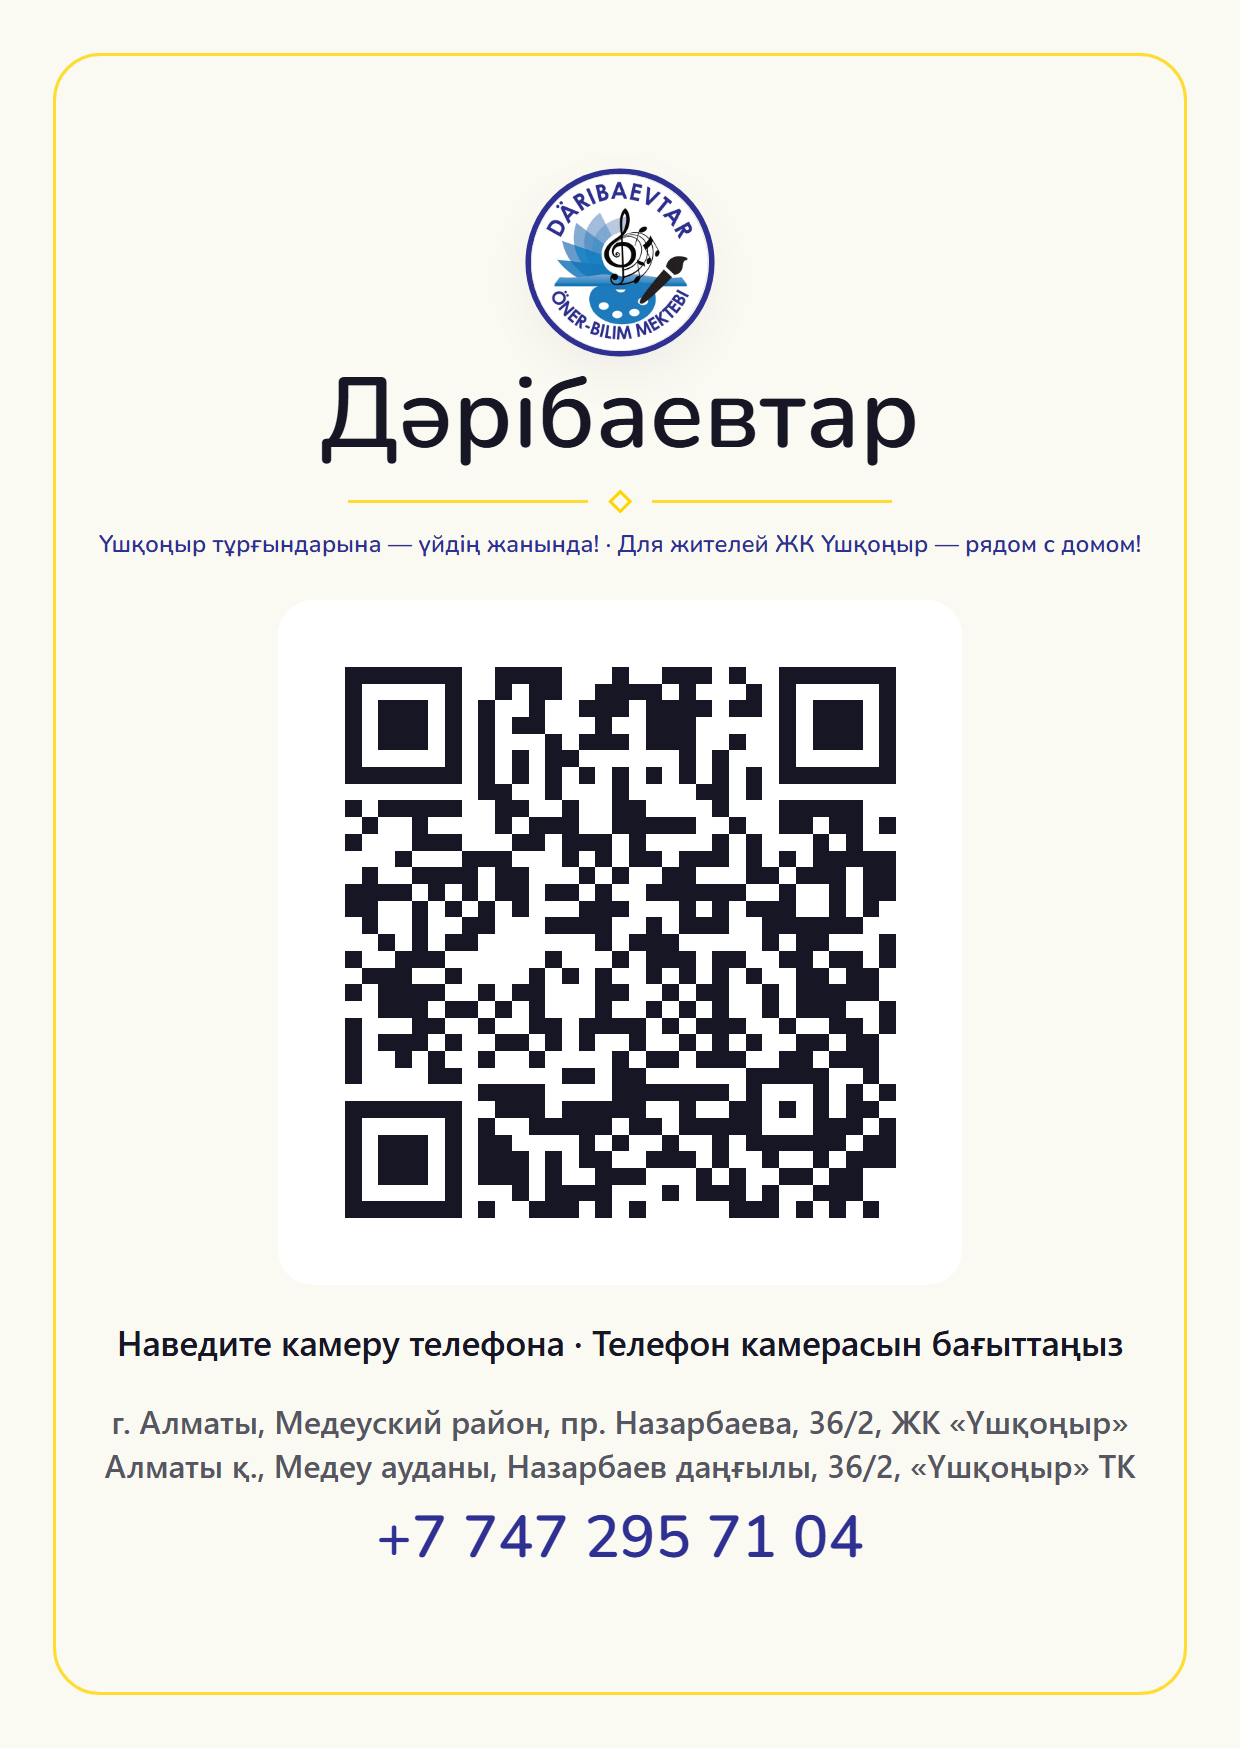 DÄRIBAEVTAR
ÖNER-BILIM MEKTEBI
Дәрібаевтар
Үшқоңыр тұрғындарына — үйдің жанында! · Для жителей ЖК Үшқоңыр — рядом с домом!
Наведите камеру телефона · Телефон камерасын бағыттаңыз
г. Алматы, Медеуский район, пр. Назарбаева, 36/2, ЖК «Үшқоңыр»
Алматы қ., Медеу ауданы, Назарбаев даңғылы, 36/2, «Үшқоңыр» ТК
+7 747 295 71 04